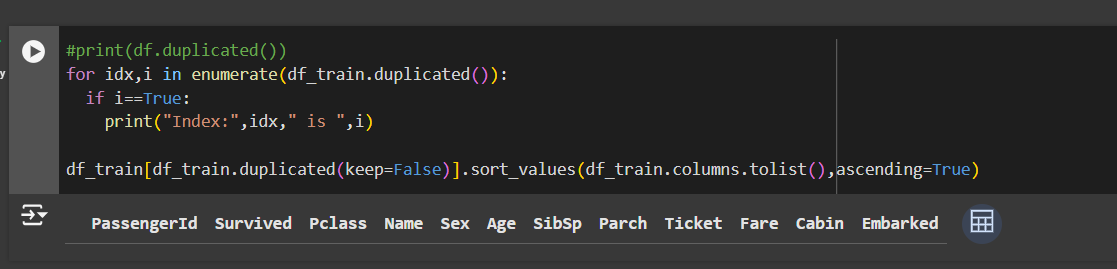 #print(df.duplicated())
for idx,i in enumerate(df_train.duplicated()):
  if i==True:
    print("Index:",idx," is ",i)
df_train[df_train.duplicated(keep=False)].sort_values(df_train.columns.tolist(),ascending=True)
PassengerId Survived Pclass Name Sex Age SibSp Parch Ticket Fare Cabin Embarked